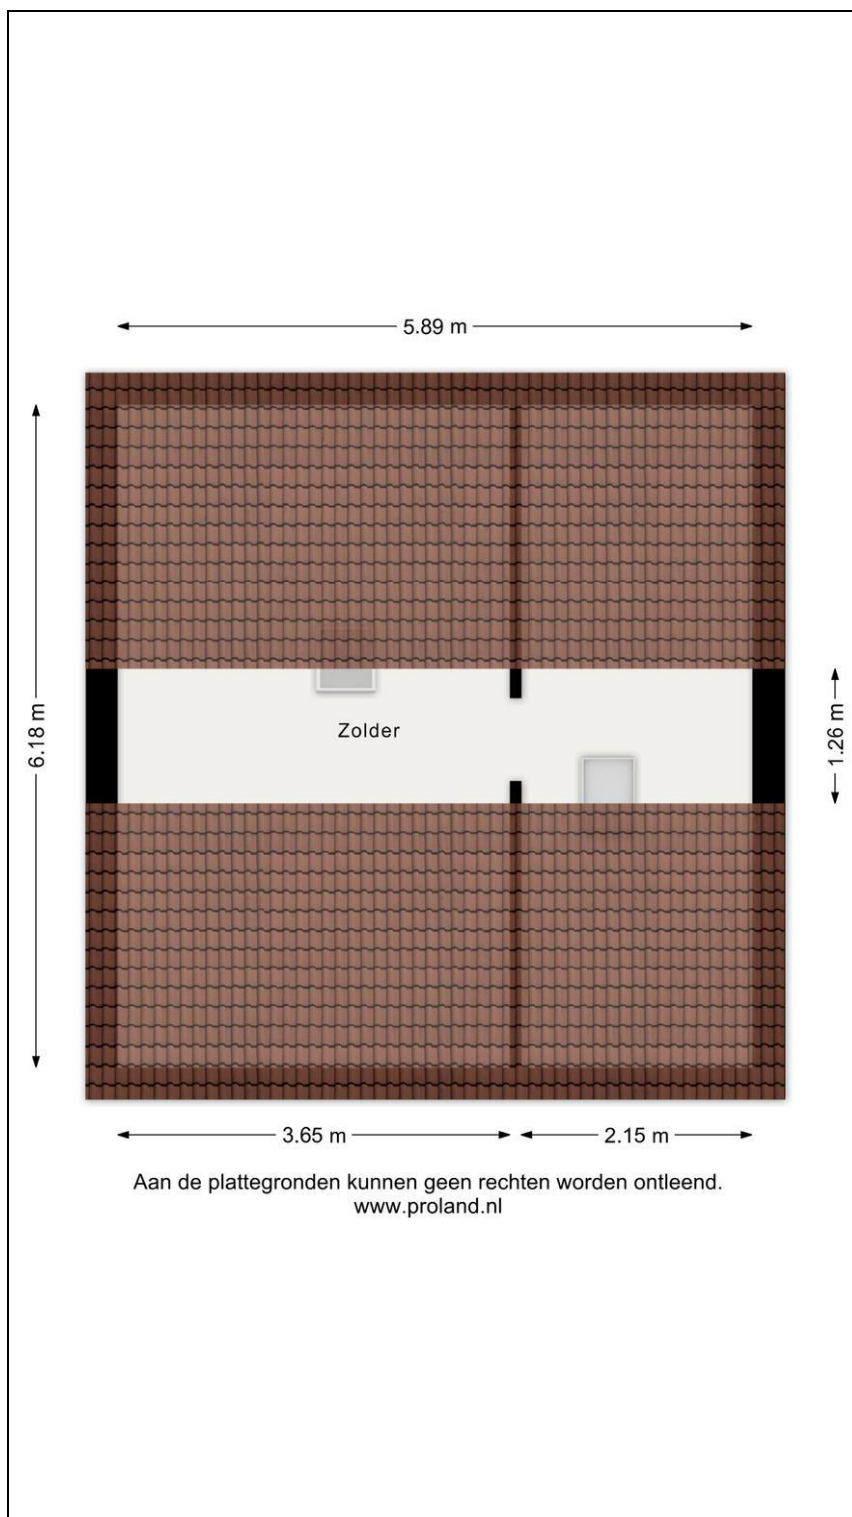 5.89 m
6.18 m
Zolder
1.26 m
3.65 m
2.15 m
Aan de plattegronden kunnen geen rechten worden ontleend.
www.proland.nl